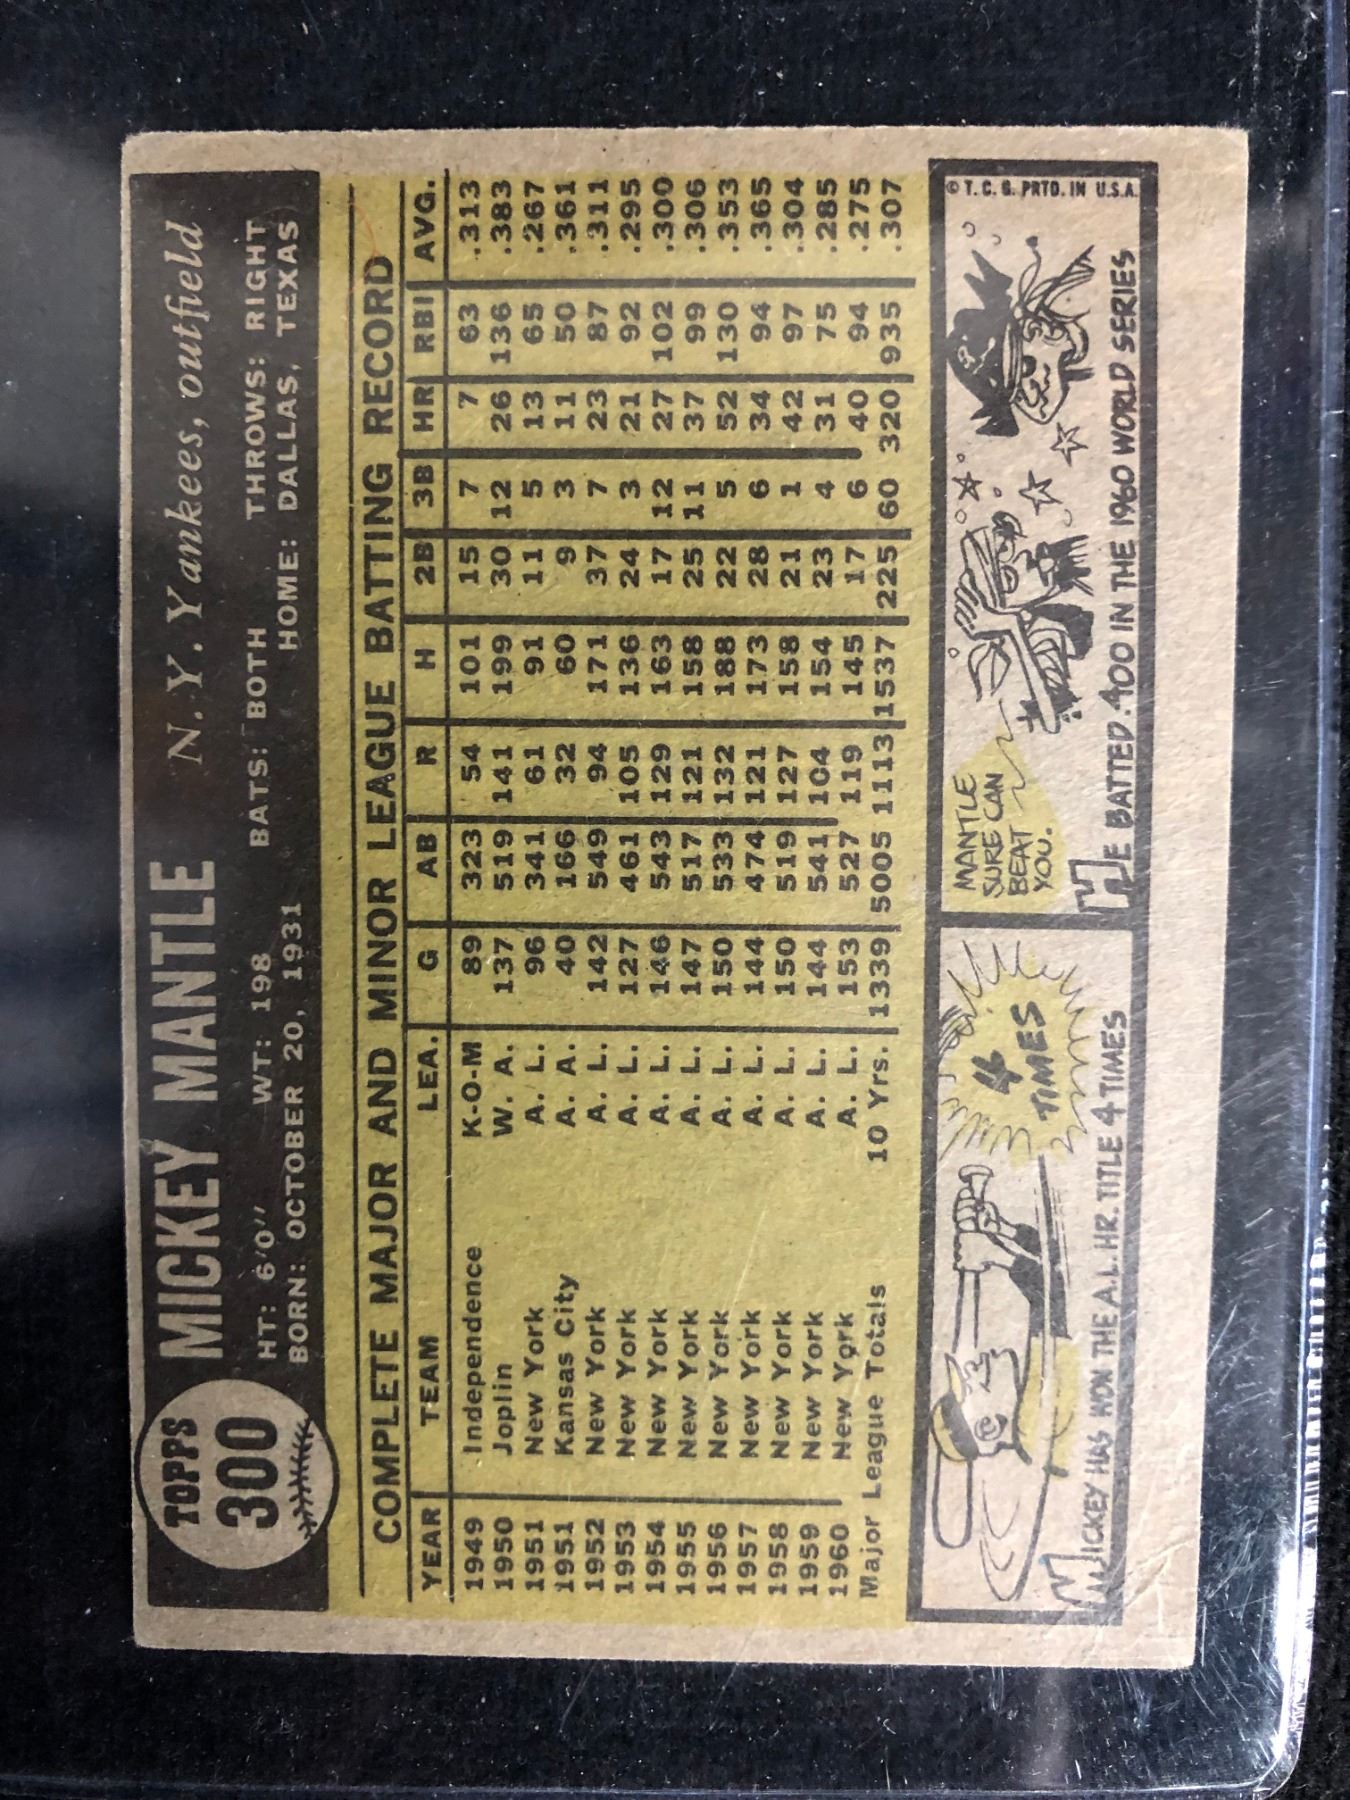 TOPPS
300
MICKEY MANTLE N.Y. Yankees, outfield
HT: 6'0" WT: 198 BATS: BOTH THROWS: RIGHT
BORN: OCTOBER 20, 1931 HOME: DALLAS, TEXAS
COMPLETE MAJOR AND MINOR LEAGUE BATTING RECORD
YEAR TEAM LEA. G AB R H 2B 3B HR RBI AVG.
1949 Independence K-O-M 89 323 54 101 15 7 7 63 .313
1950 Joplin W. A. 137 519 141 199 30 12 26 136 .383
1951 New York A. L. 96 341 61 91 11 5 13 65 .267
1951 Kansas City A. A. 40 166 32 60 9 3 11 50 .361
1952 New York A. L. 142 549 94 171 37 7 23 87 .311
1953 New York A. L. 127 461 105 136 24 3 21 92 .295
1954 New York A. L. 146 543 129 163 17 12 27 102 .300
1955 New York A. L. 147 517 121 158 25 11 37 99 .306
1956 New York A. L. 150 533 132 188 22 5 52 130 .353
1957 New York A. L. 144 474 121 173 28 6 34 94 .365
1958 New York A. L. 150 519 127 158 21 1 42 97 .304
1959 New York A. L. 144 541 104 154 23 4 31 75 .285
1960 New York A. L. 153 527 119 145 17 6 40 94 .275
Major League Totals 10 Yrs. 1339 5005 1113 1537 225 60 320 935 .307
4
TIMES
MICKEY HAS WON THE A.L. HR. TITLE 4 TIMES
MANTLE
SURE CAN
BEAT
YOU.
HE BATTED .400 IN THE 1960 WORLD SERIES
© T. C. G. PRTD. IN U.S.A.